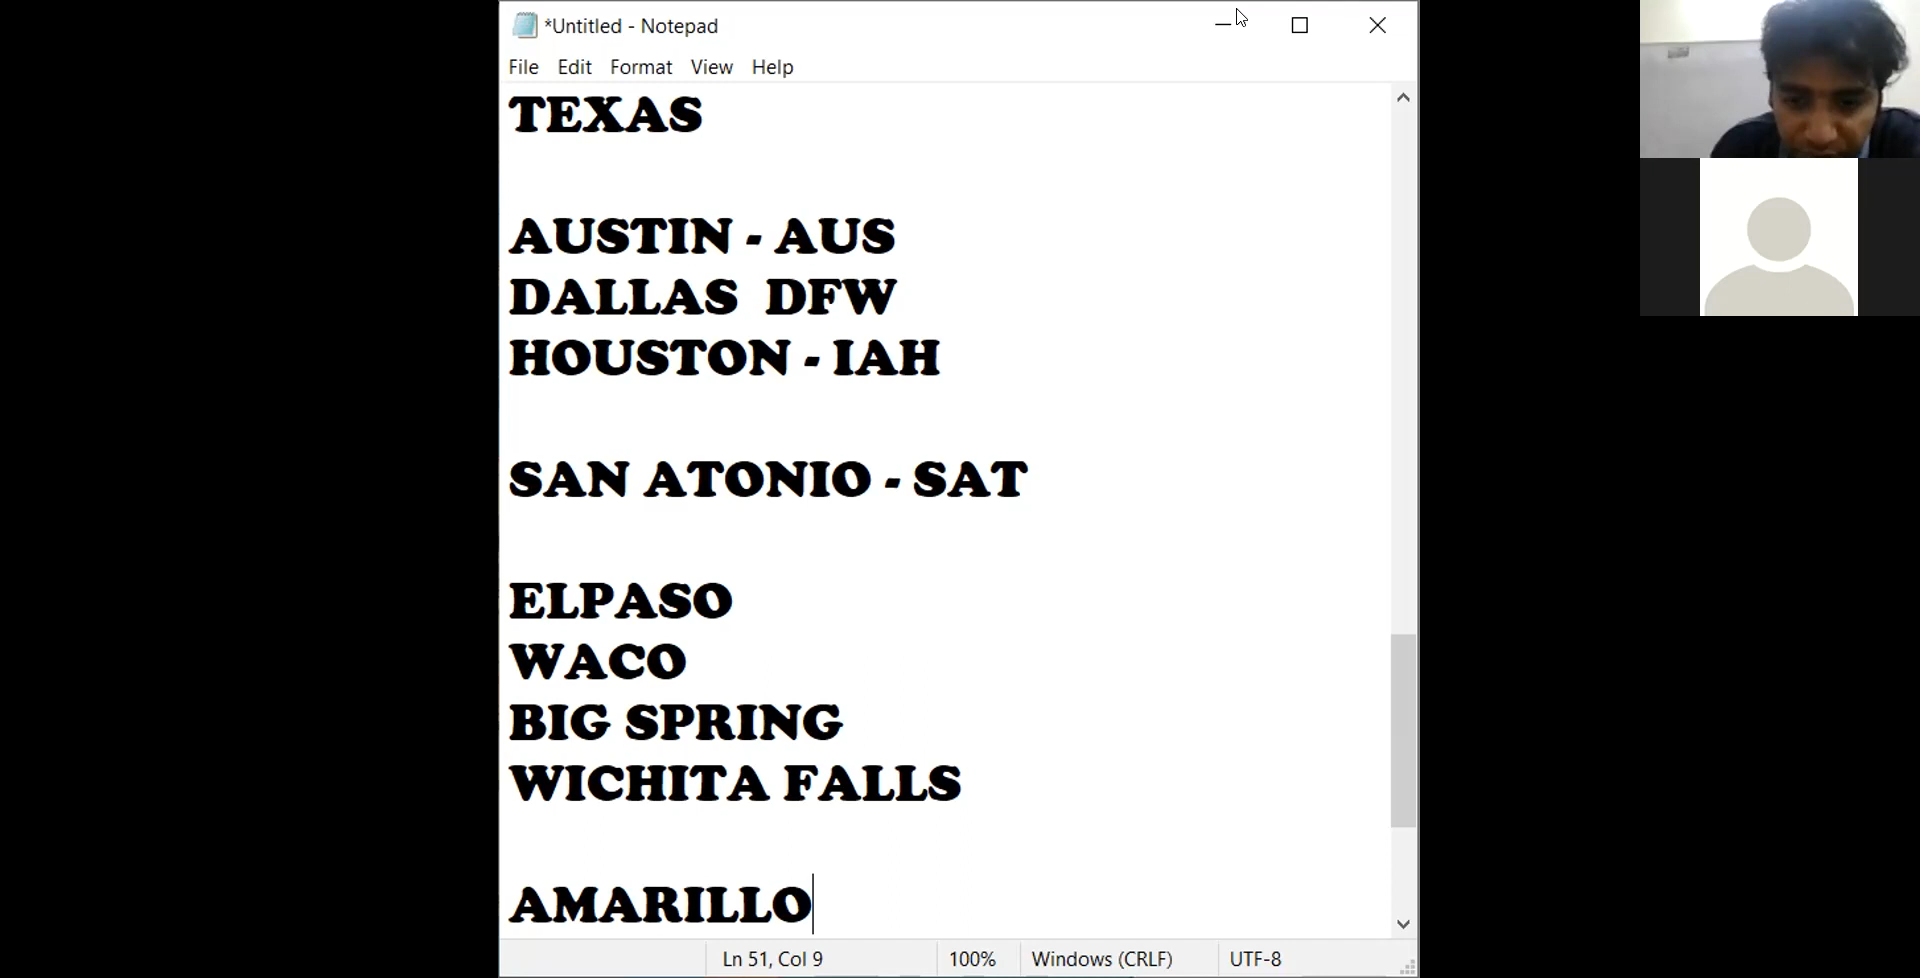 *Untitled - Notepad
File Edit Format View Help
TEXAS
AUSTIN - AUS
DALLAS  DFW
HOUSTON - IAH
SAN ATONIO - SAT
ELPASO
WACO
BIG SPRING
WICHITA FALLS
AMARILLO
Ln 51, Col 9 100% Windows (CRLF) UTF-8